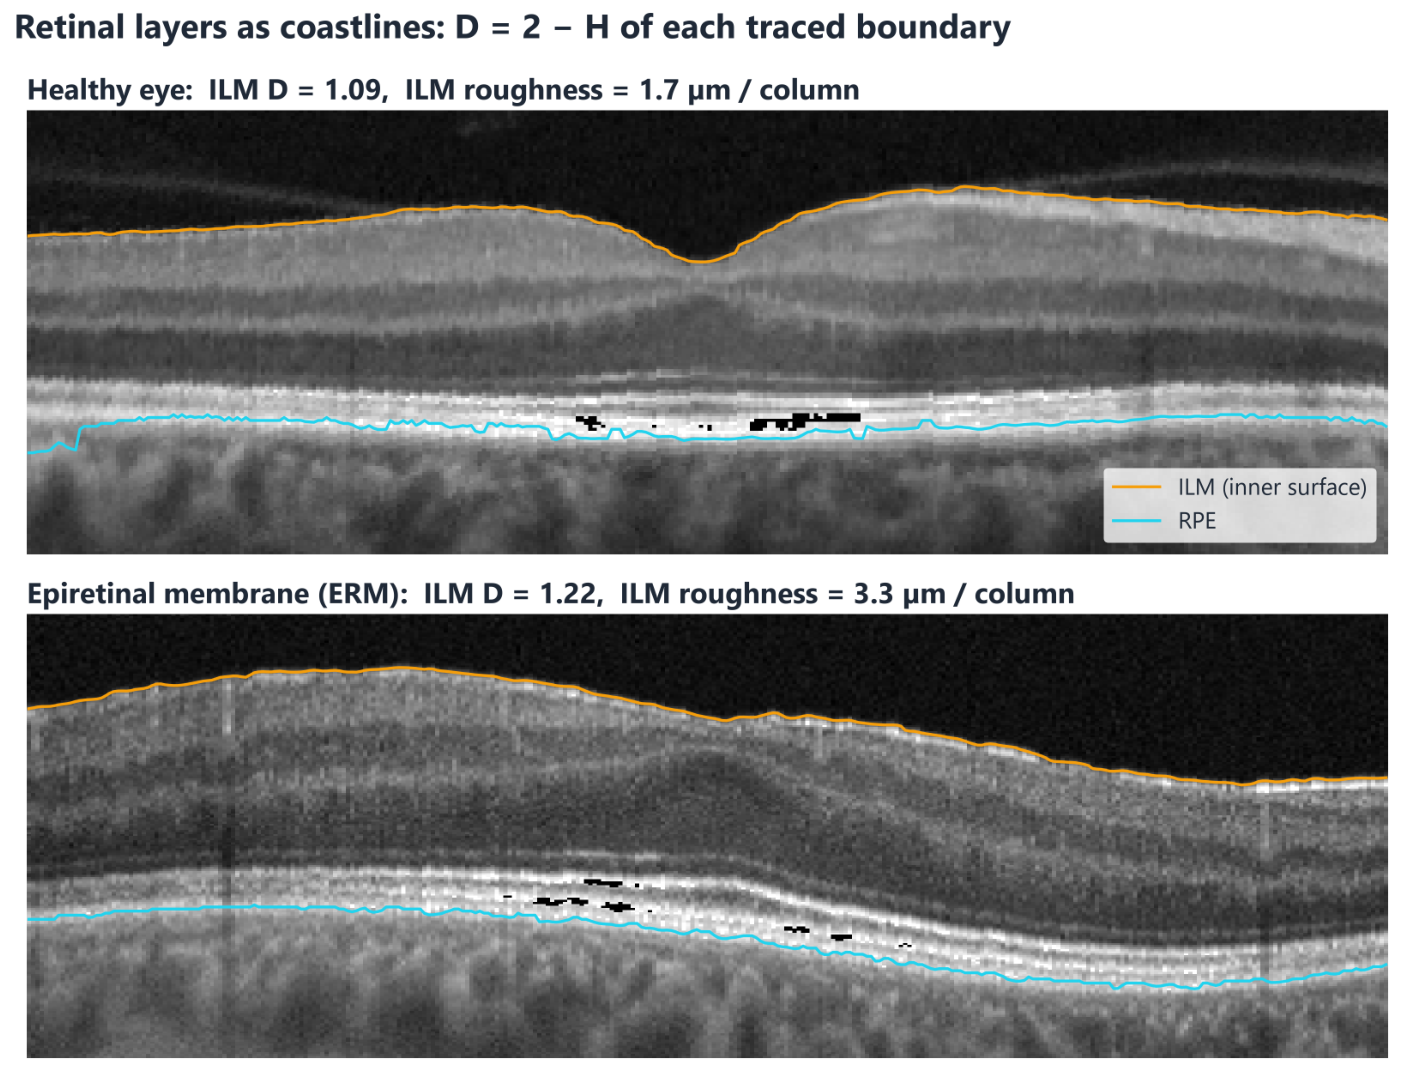 Retinal layers as coastlines: D = 2 − H of each traced boundary
Healthy eye:  ILM D = 1.09,  ILM roughness = 1.7 µm / column
ILM (inner surface)
RPE
Epiretinal membrane (ERM):  ILM D = 1.22,  ILM roughness = 3.3 µm / column